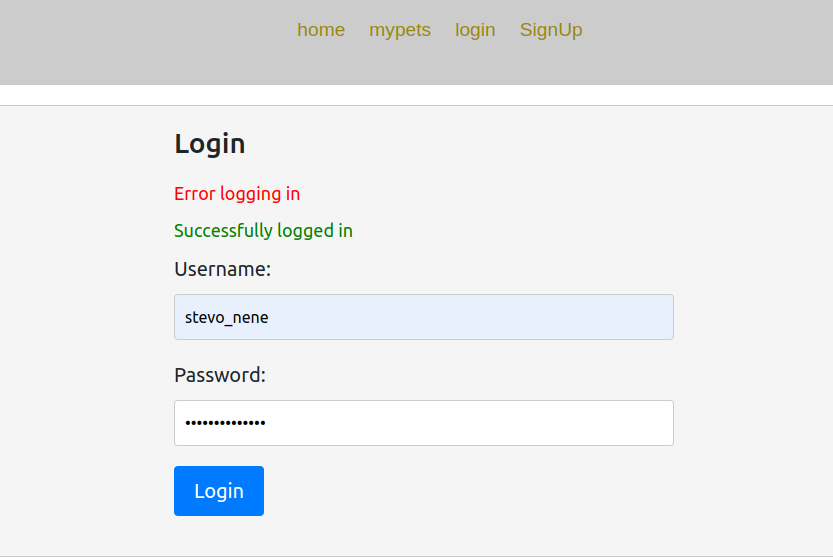 home mypets login SignUp
Login
Error logging in
Successfully logged in
Username:
stevo_nene
Password:
••••••••••••••
Login